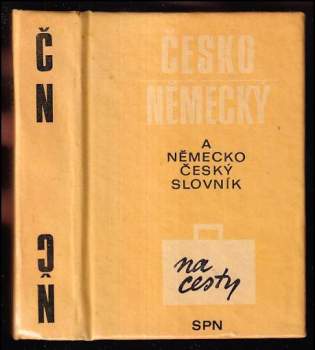 Č
N
N
Č
ČESKO
NĚMECKÝ
A
NĚMECKO
ČESKÝ
SLOVNÍK
na
cesty
SPN